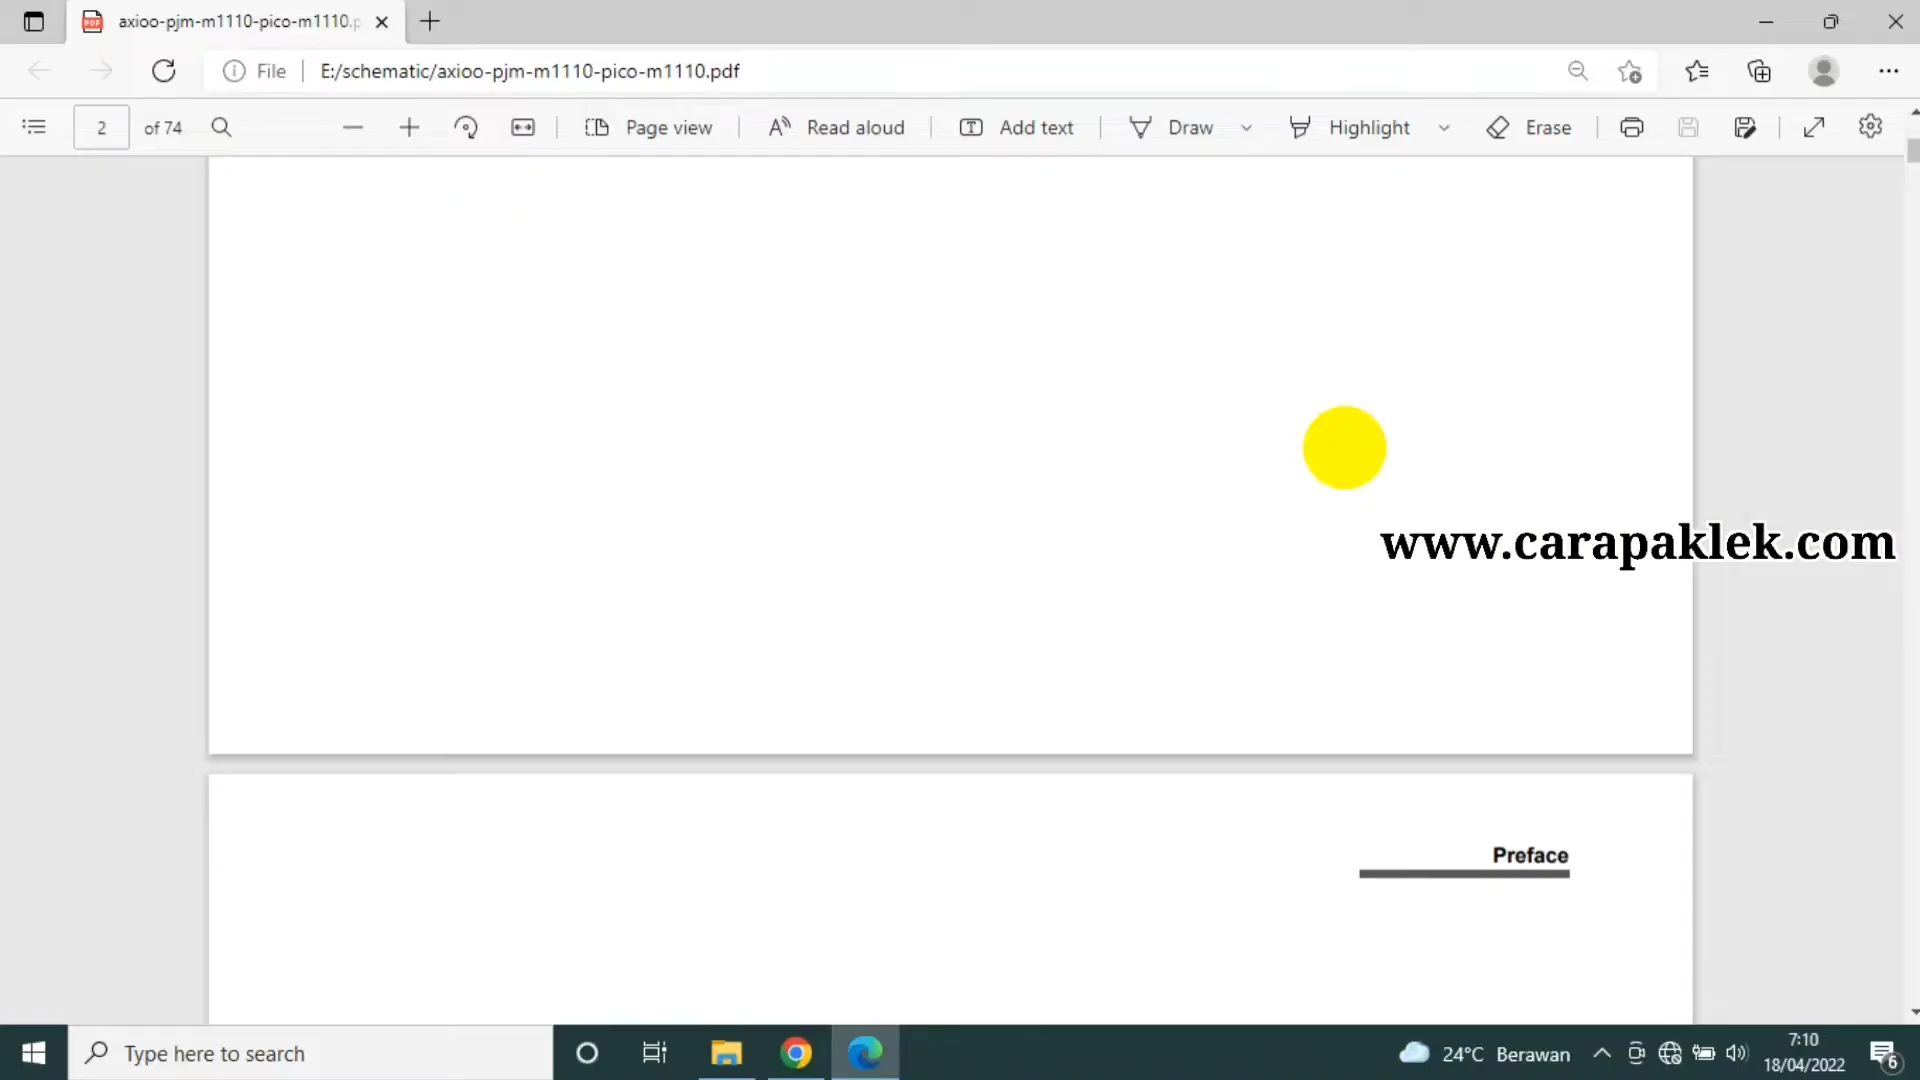 axioo-pjm-m1110-pico-m1110.p
File
E:/schematic/axioo-pjm-m1110-pico-m1110.pdf
2 of 74
Page view
Read aloud
Add text
Draw
Highlight
Erase
www.carapaklek.com
Preface
Type here to search
24°C Berawan
7:10
18/04/2022
6